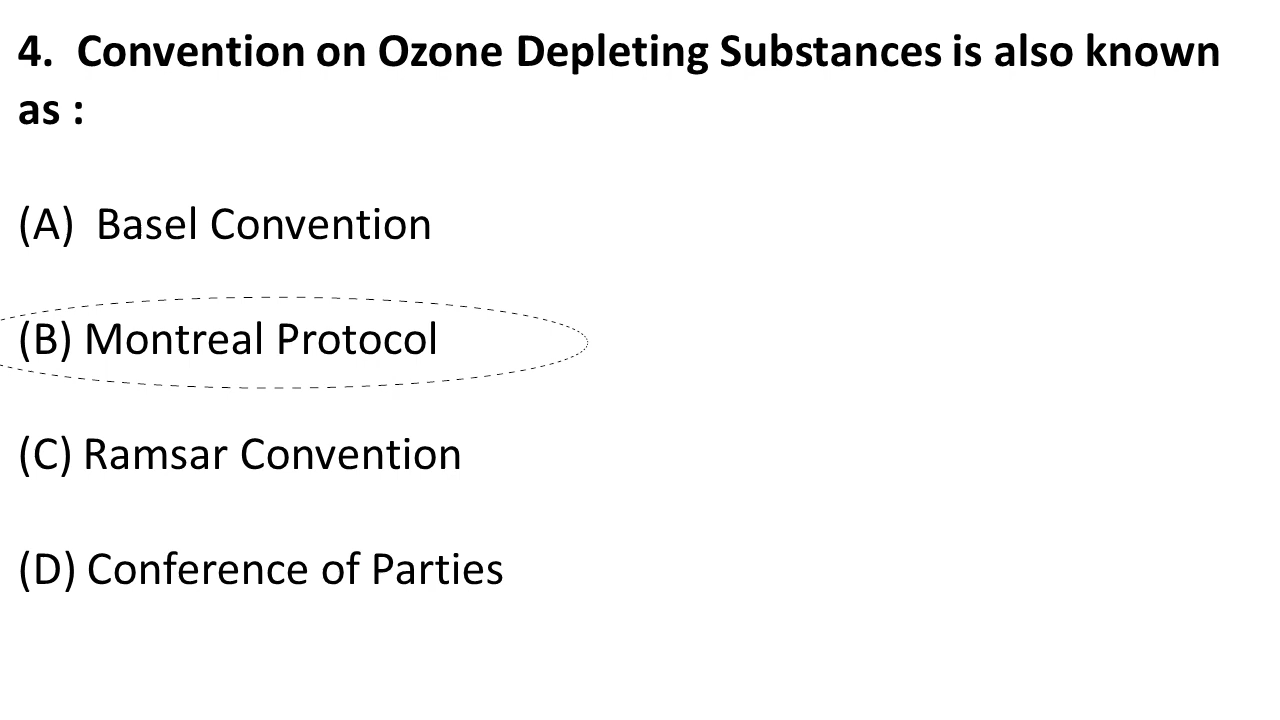 4.  Convention on Ozone Depleting Substances is also known
as :
(A)  Basel Convention
(B) Montreal Protocol
(C) Ramsar Convention
(D) Conference of Parties